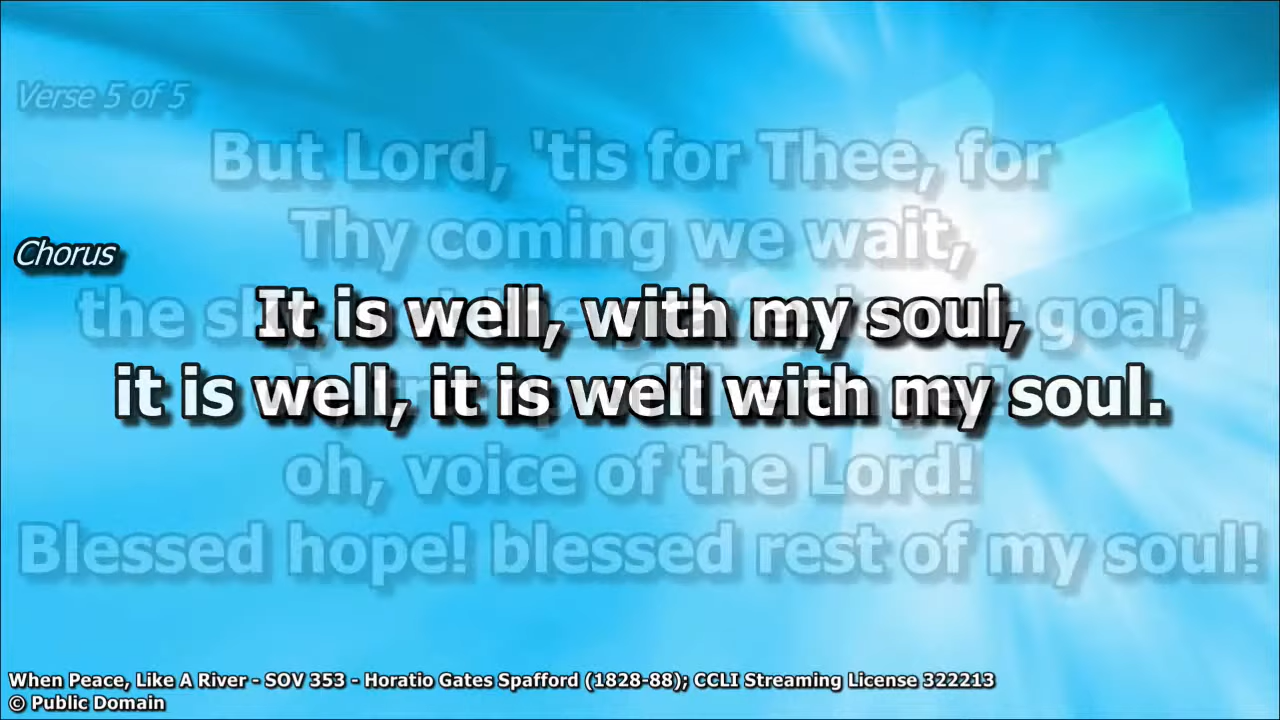 Verse 5 of 5
But Lord, 'tis for Thee, for
Thy coming we wait,
Chorus
the goal;
It is well, with my soul,
it is well, it is well with my soul.
oh, voice of the Lord!
Blessed hope! blessed rest of my soul!
When Peace, Like A River - SOV 353 - Horatio Gates Spafford (1828-88); CCLI Streaming License 322213
© Public Domain